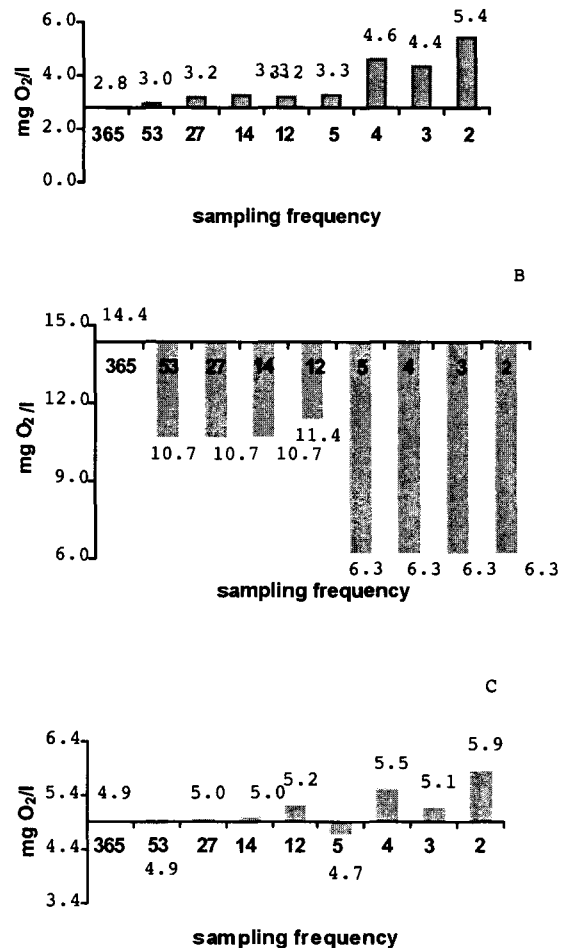 6.0
5.4
4.6
4.4
4.0
2.8 3.0 3.2 3.3 3.2 3.3
mg O2/l
2.0
365 53 27 14 12 5 4 3 2
0.0
sampling frequency
B
15.0
14.4
365 53 27 14 12 5 4 3 2
12.0
mg O2/l
11.4
10.7 10.7 10.7
9.0
6.0
6.3 6.3 6.3 6.3
sampling frequency
C
6.4
5.9
5.5
5.4
5.2
5.1
4.9 5.0 5.0
mg O2/l
4.4
365 53 27 14 12 5 4 3 2
4.9 4.7
3.4
sampling frequency